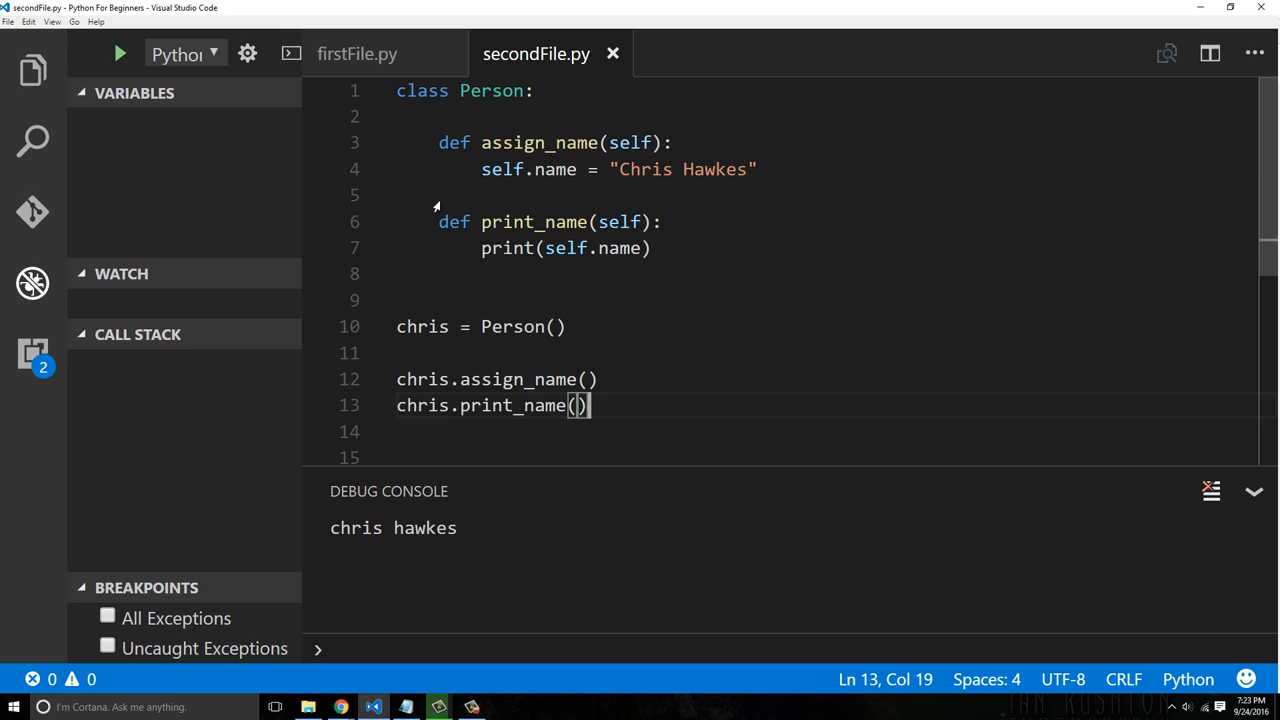 secondFile.py - Python For Beginners - Visual Studio Code
File Edit View Go Help
Pythor
firstFile.py
secondFile.py
VARIABLES
WATCH
CALL STACK
BREAKPOINTS
All Exceptions
Uncaught Exceptions
2
1 class Person:
2
3 def assign_name(self):
4 self.name = "Chris Hawkes"
5
6 def print_name(self):
7 print(self.name)
8
9
10 chris = Person()
11
12 chris.assign_name()
13 chris.print_name()
14
15
DEBUG CONSOLE
chris hawkes
0 0 Ln 13, Col 19 Spaces: 4 UTF-8 CRLF Python
I'm Cortana. Ask me anything.
7:23 PM
9/24/2016